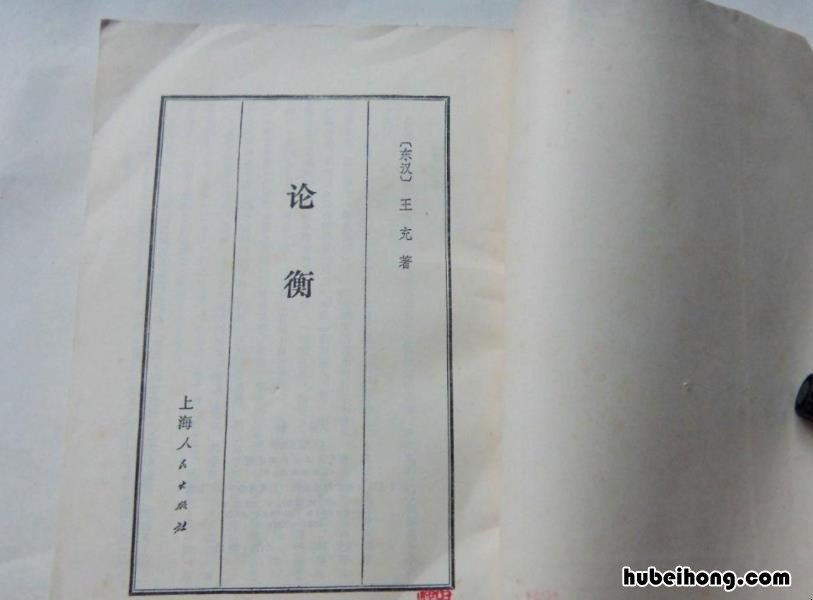 〔东汉〕 王充著
论衡
上海人民出版社
hubeihong.com